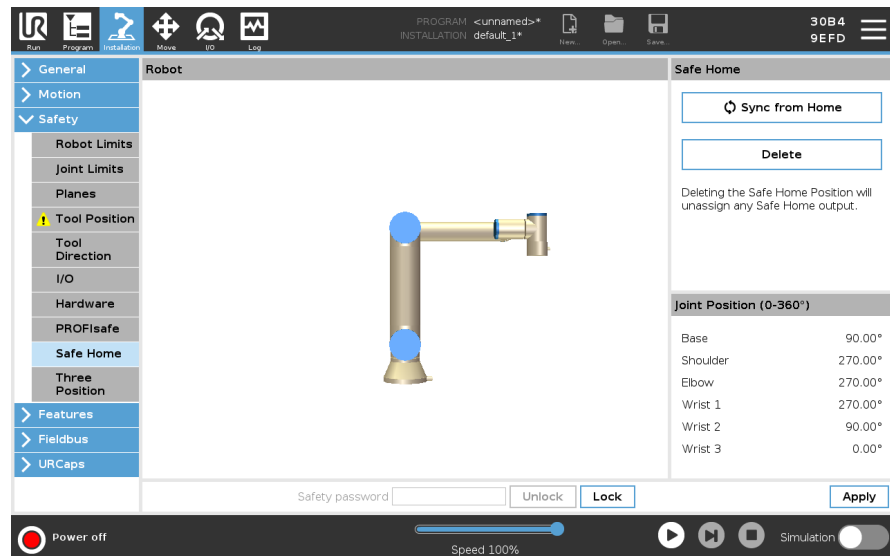 PROGRAM <unnamed>*
INSTALLATION default_1*
30B4
9EFD
Run Program Installation Move I/O Log New... Open... Save...
General
Motion
Safety
Robot Limits
Joint Limits
Planes
Tool Position
Tool
Direction
I/O
Hardware
PROFIsafe
Safe Home
Three
Position
Features
Fieldbus
URCaps
Robot
Safe Home
Sync from Home
Delete
Deleting the Safe Home Position will
unassign any Safe Home output.
Joint Position (0-360°)
Base 90.00°
Shoulder 270.00°
Elbow 270.00°
Wrist 1 270.00°
Wrist 2 90.00°
Wrist 3 0.00°
Safety password Unlock Lock Apply
Power off
Speed 100%
Simulation